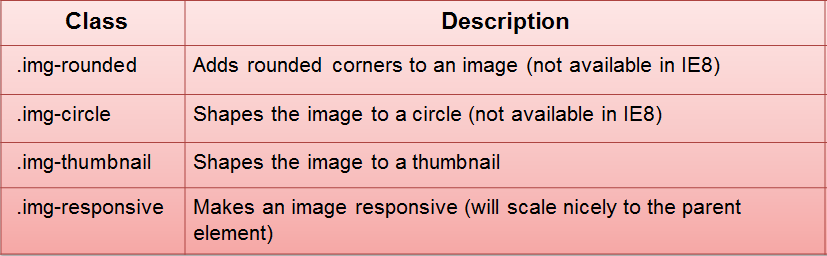 Class Description
.img-rounded Adds rounded corners to an image (not available in IE8)
.img-circle Shapes the image to a circle (not available in IE8)
.img-thumbnail Shapes the image to a thumbnail
.img-responsive Makes an image responsive (will scale nicely to the parent
element)